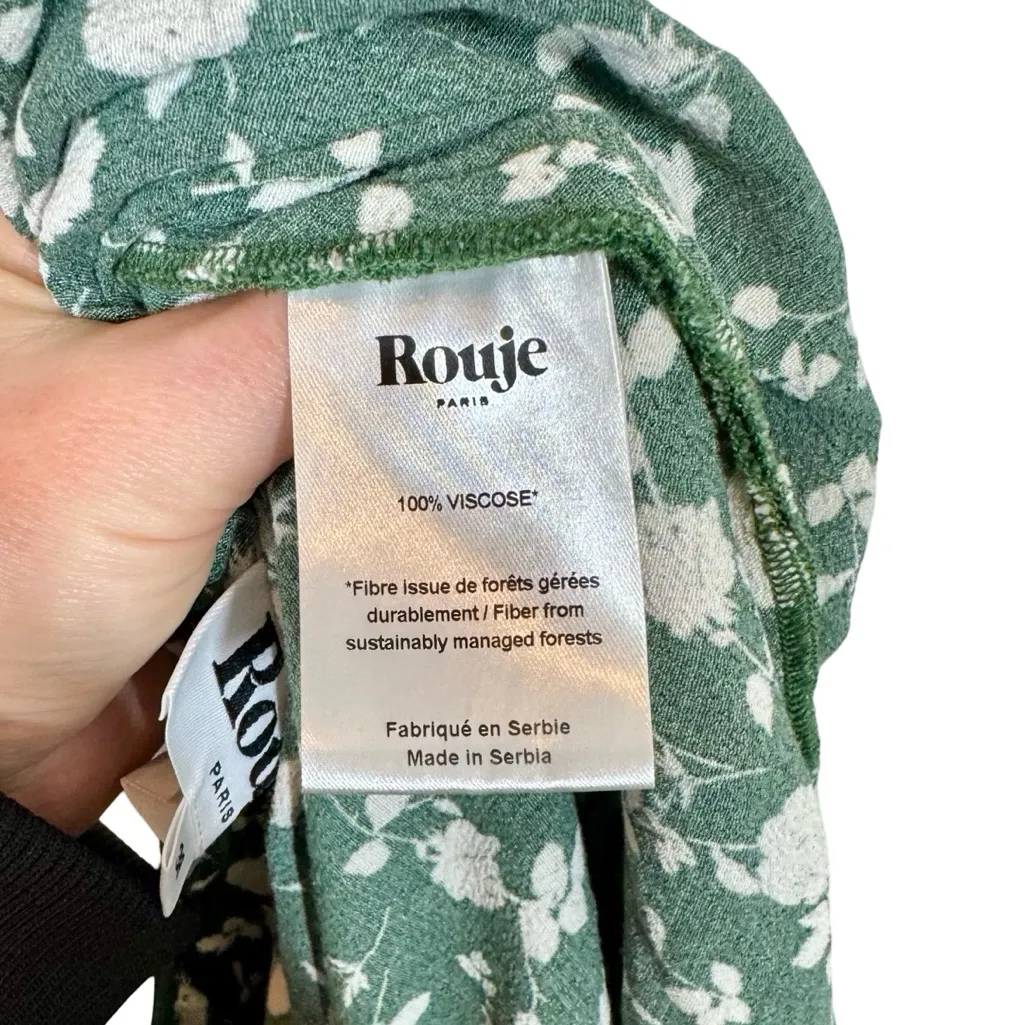 Rouje
PARIS
100% VISCOSE*
*Fibre issue de forêts gérées
durablement / Fiber from
sustainably managed forests
Fabriqué en Serbie
Made in Serbia
PARIS